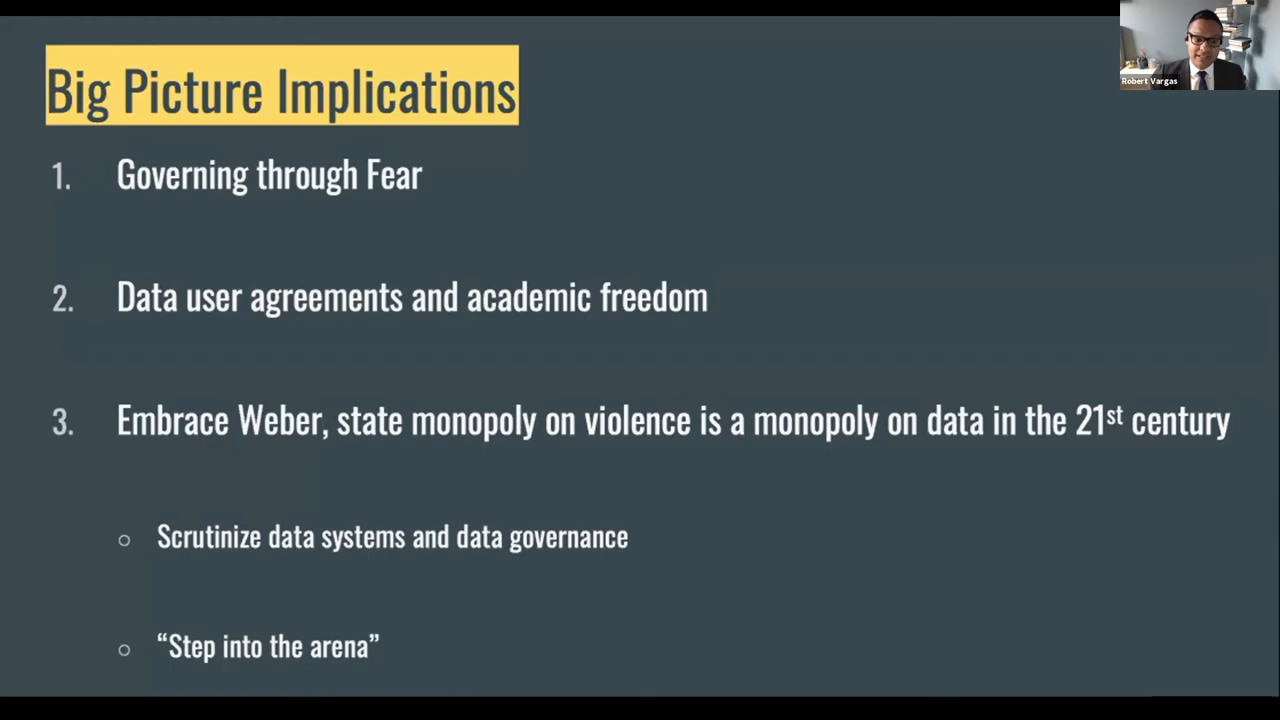 Robert Vargas
Big Picture Implications
1. Governing through Fear
2. Data user agreements and academic freedom
3. Embrace Weber, state monopoly on violence is a monopoly on data in the 21st century
○ Scrutinize data systems and data governance
○ “Step into the arena”